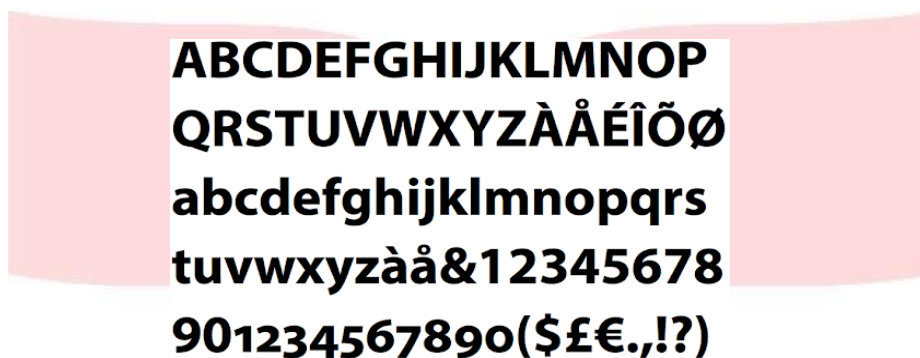 ABCDEFGHIJKLMNOP
QRSTUVWXYZÀÅÉÎÕØ
abcdefghijklmnopqrs
tuvwxyzàå&12345678
901234567890($£€.,!?)